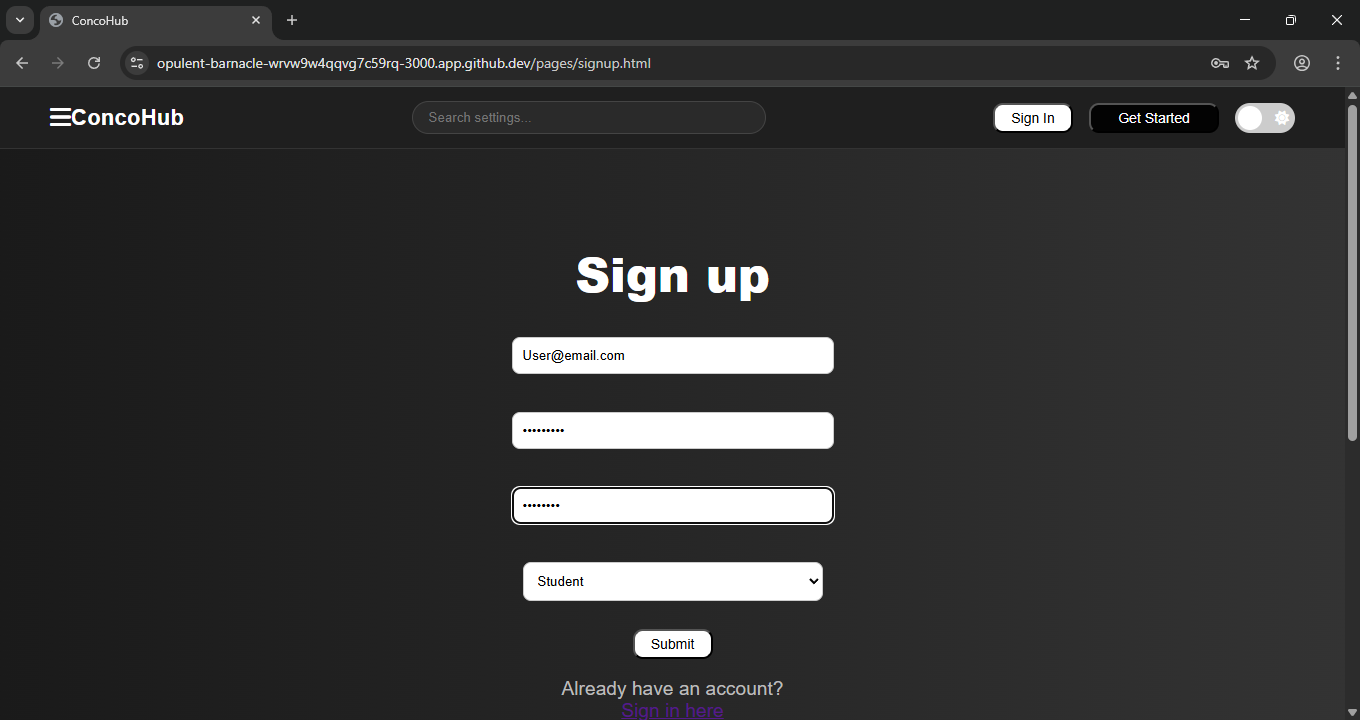 ConcoHub
opulent-barnacle-wrvw9w4qqvg7c59rq-3000.app.github.dev/pages/signup.html
ConcoHub
Search settings...
Sign In
Get Started
Sign up
User@email.com
•••••••••
••••••••
Student
Submit
Already have an account?
Sign in here